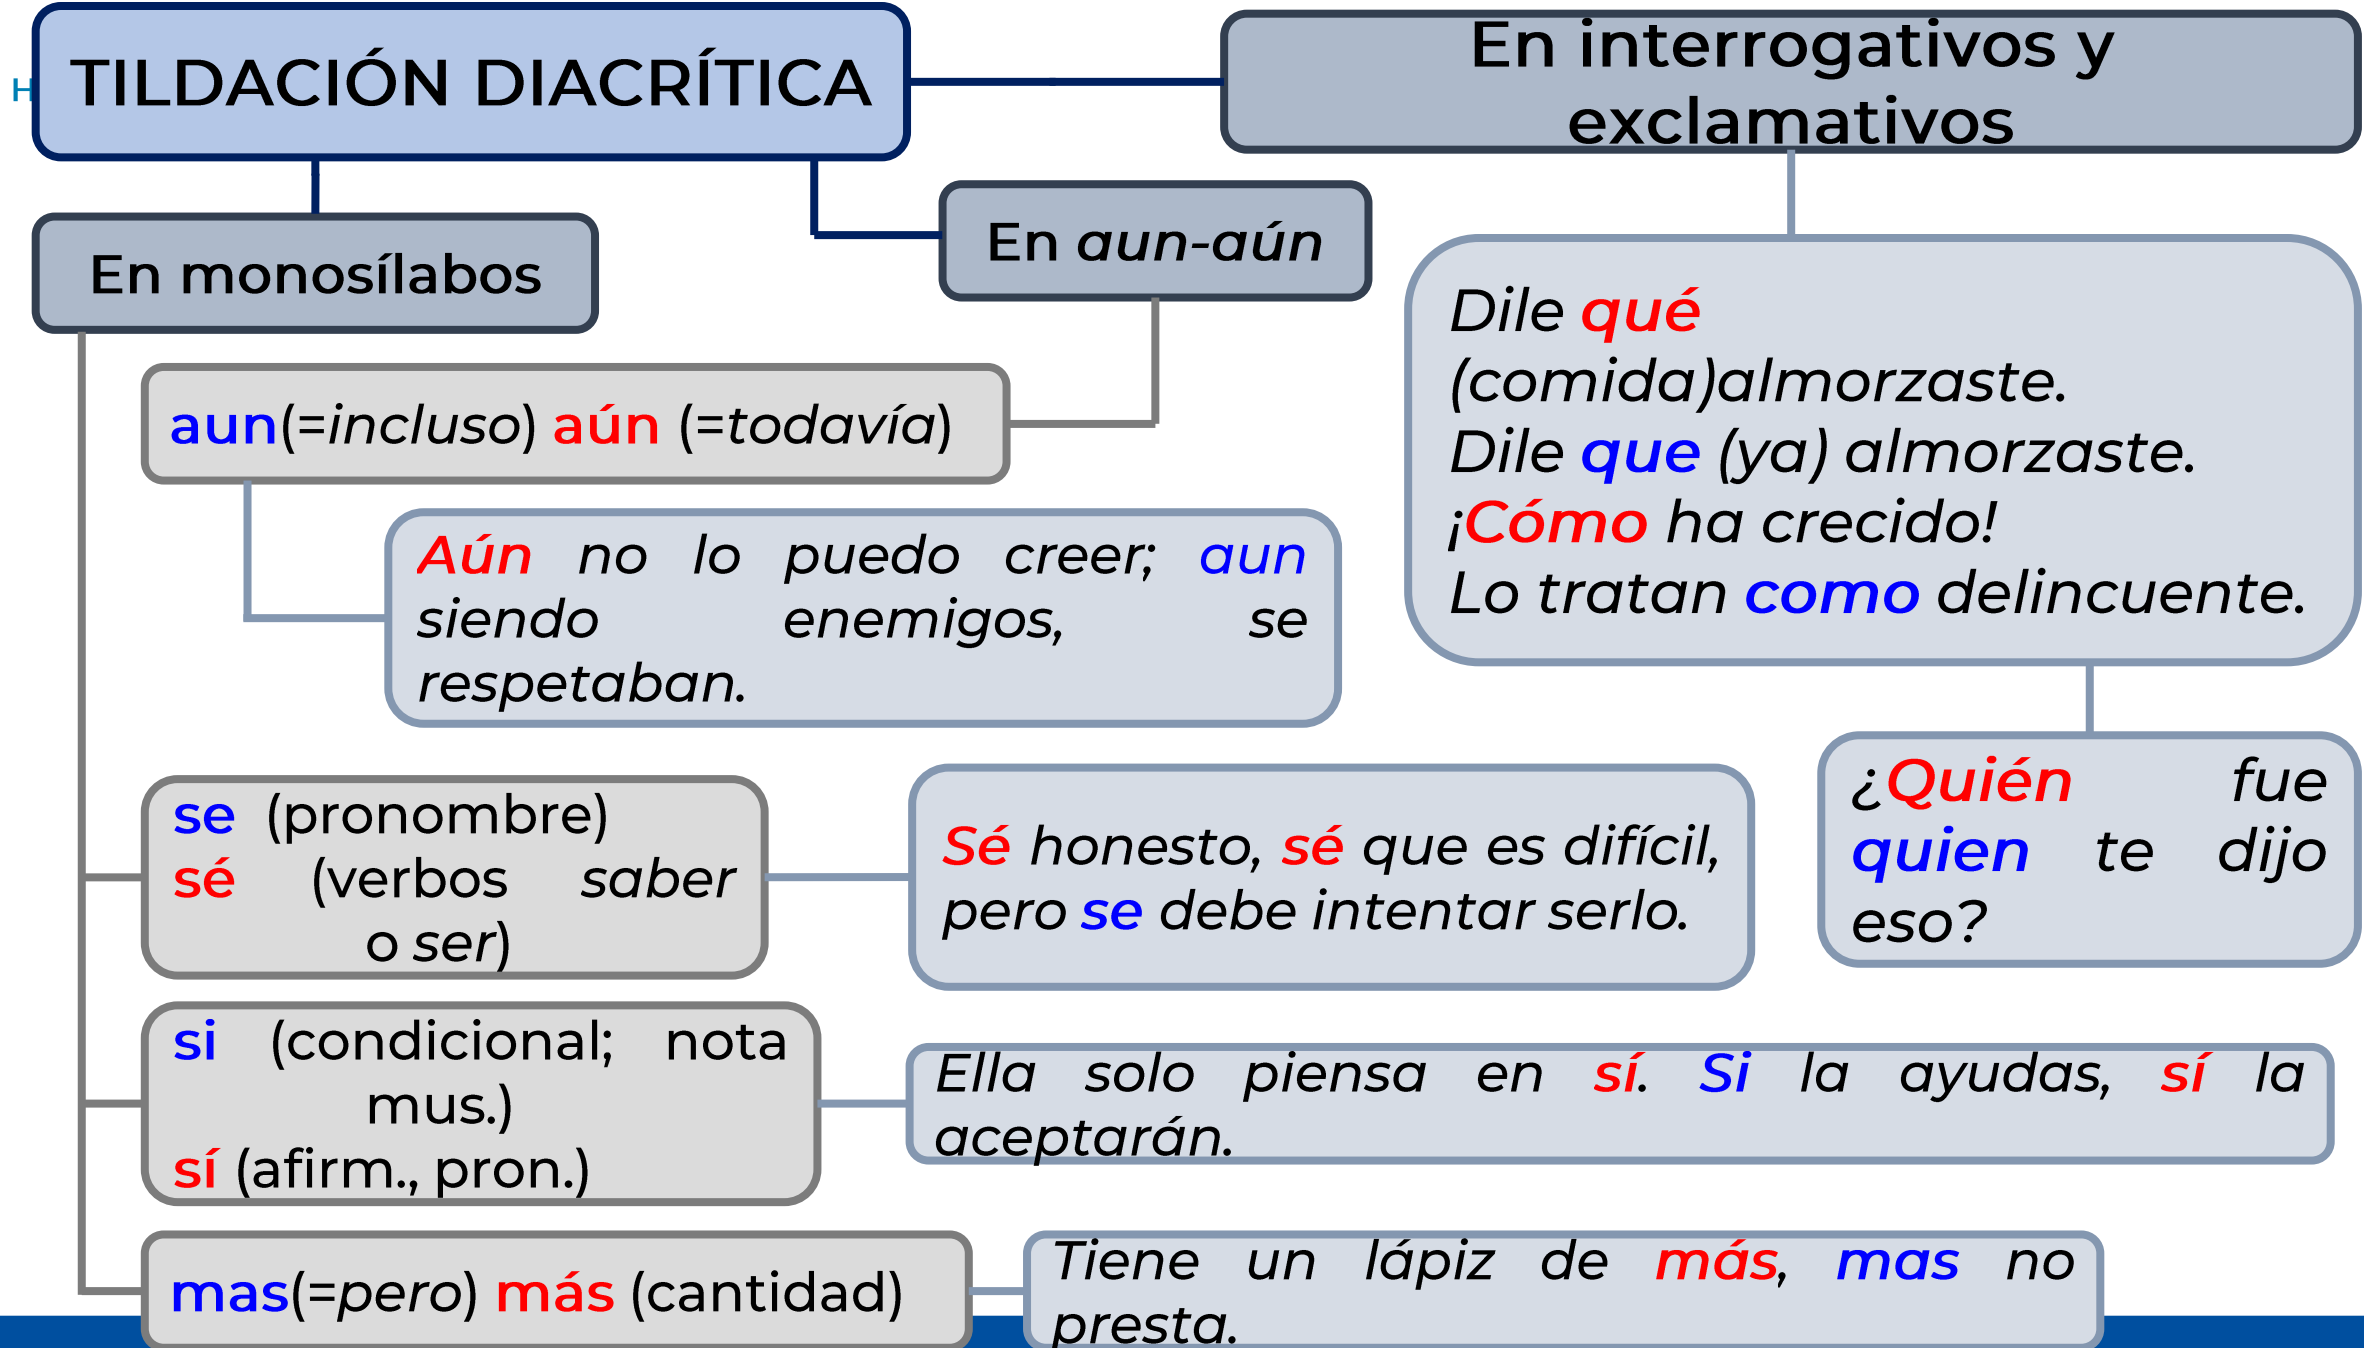 TILDACIÓN DIACRÍTICA
En interrogativos y
exclamativos
En monosílabos
En aun-aún
aun(=incluso) aún (=todavía)
Aún no lo puedo creer; aun
siendo enemigos, se
respetaban.
Dile qué
(comida)almorzaste.
Dile que (ya) almorzaste.
¡Cómo ha crecido!
Lo tratan como delincuente.
¿Quién fue
quien te dijo
eso?
se (pronombre)
sé (verbos saber
o ser)
Sé honesto, sé que es difícil,
pero se debe intentar serlo.
si (condicional; nota
mus.)
sí (afirm., pron.)
Ella solo piensa en sí. Si la ayudas, sí la
aceptarán.
mas(=pero) más (cantidad)
Tiene un lápiz de más, mas no
presta.